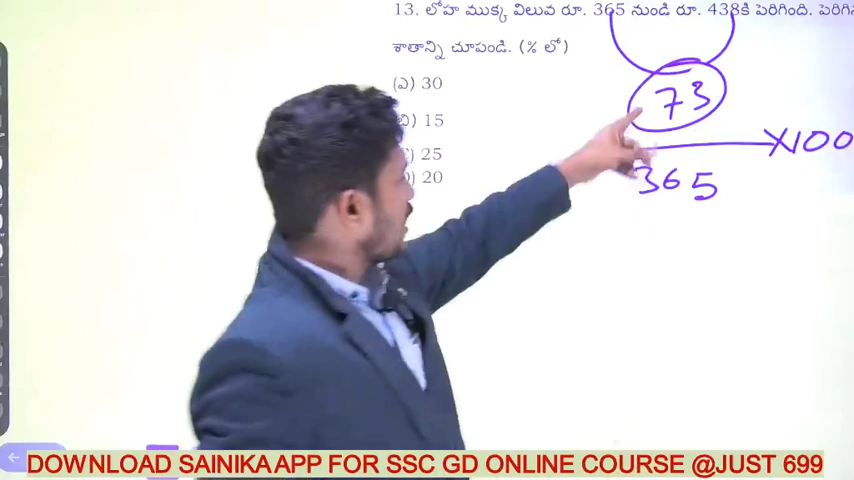 13. లోహ ముక్క విలువ రూ. 365 నుండి రూ. 438కి పెరిగింది.
శాతాన్ని చూపండి. (% లో)
(ఎ) 30
15
25
20
73
×100
365
DOWNLOAD SAINIKA APP FOR SSC GD ONLINE COURSE @JUST 699